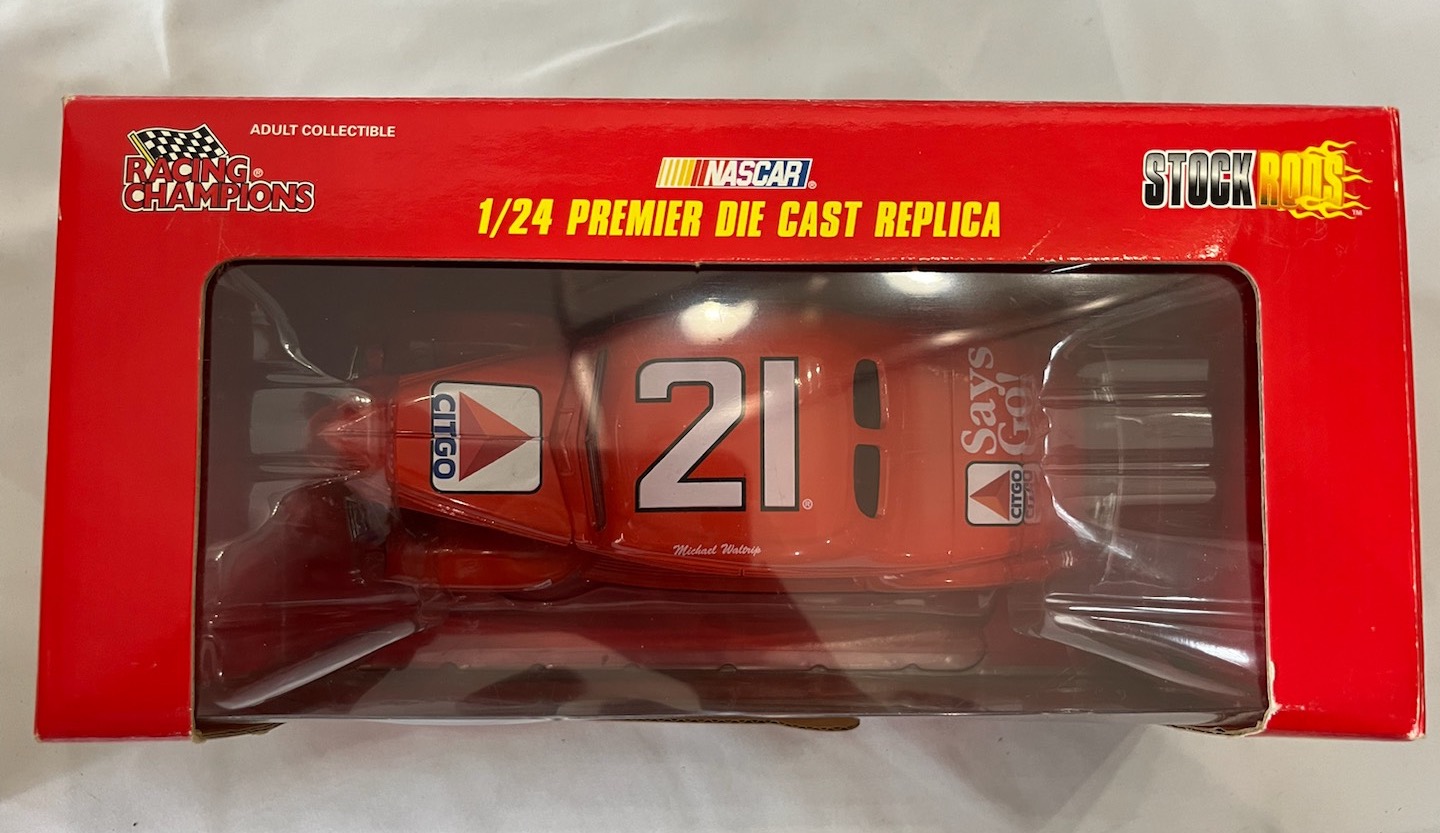 ADULT COLLECTIBLE
RACING®
CHAMPIONS
NASCAR®
1/24 PREMIER DIE CAST REPLICA
STOCK RODS™
CITGO
21®
Michael Waltrip
Says
Go!
CITGO